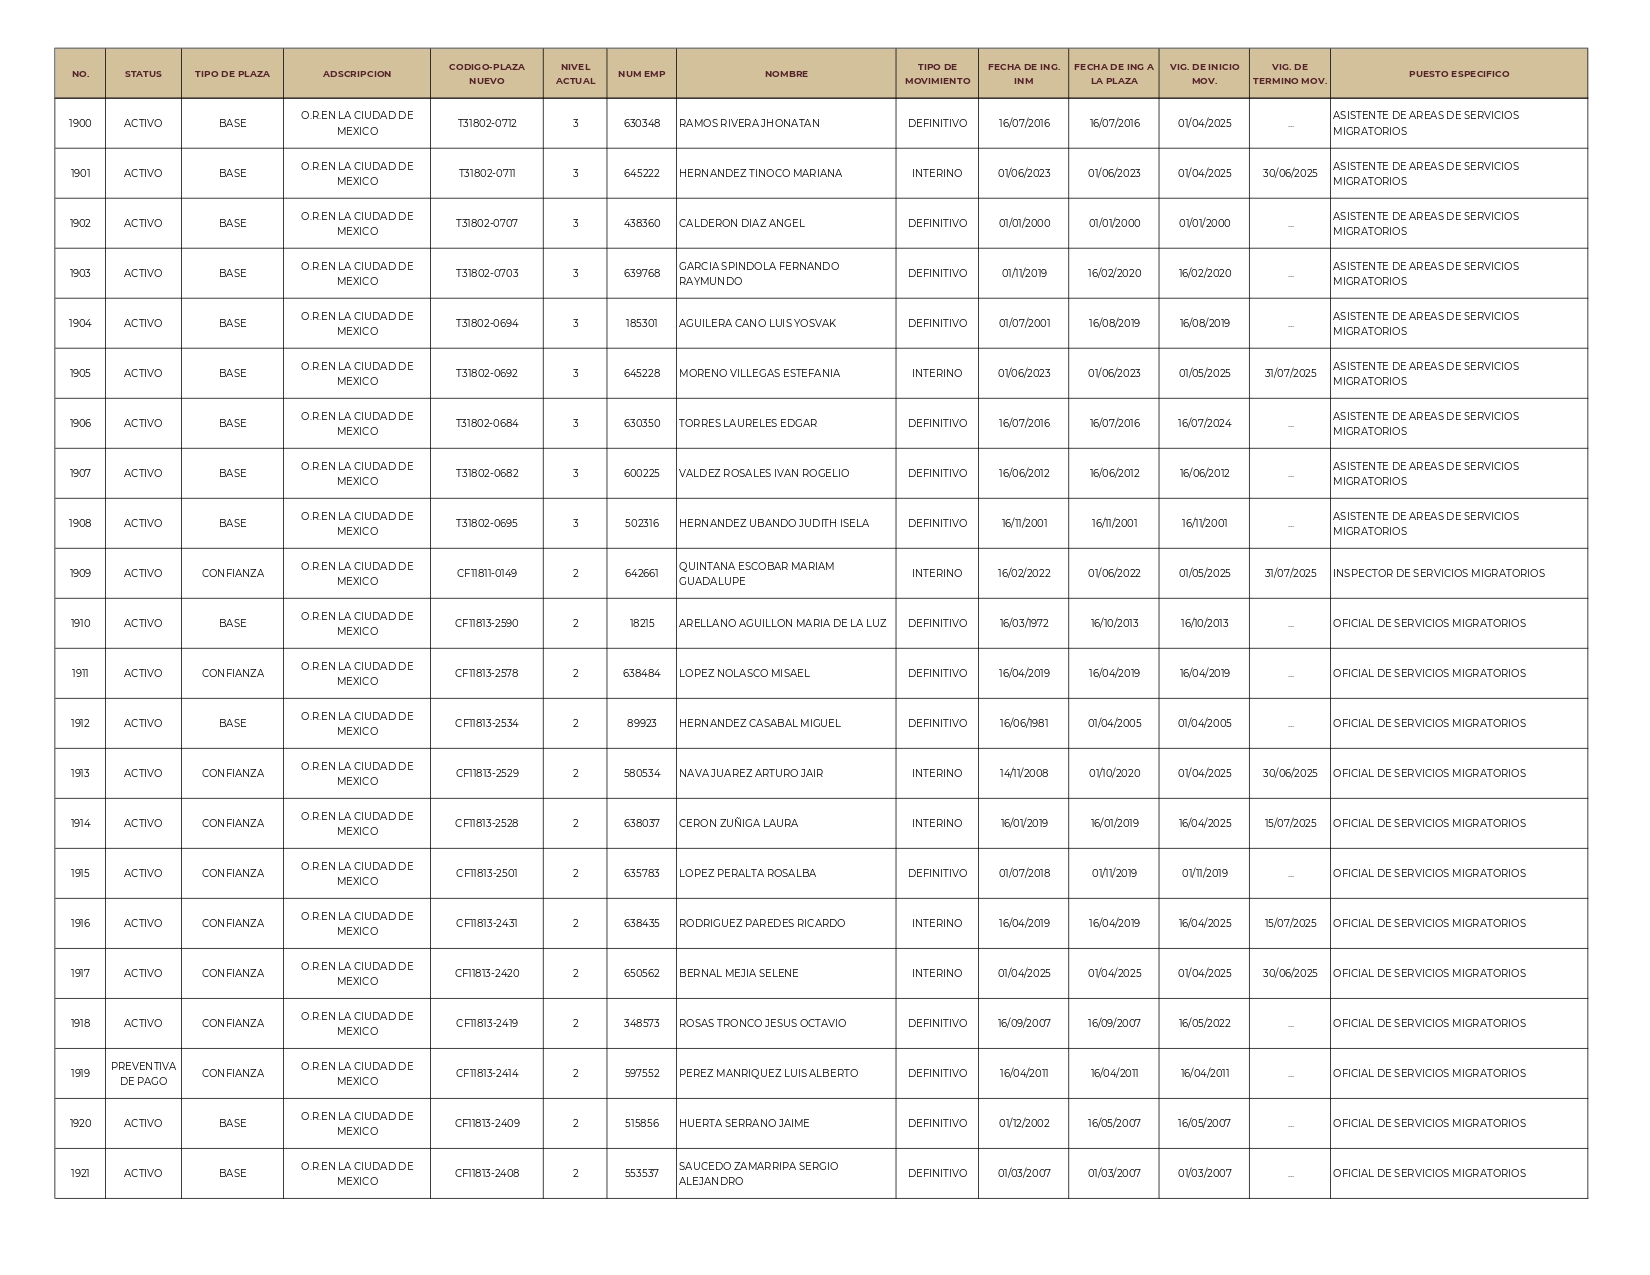 NO. STATUS TIPO DE PLAZA ADSCRIPCION CODIGO-PLAZA NUEVO NIVEL ACTUAL NUM EMP NOMBRE TIPO DE MOVIMIENTO FECHA DE ING. INM FECHA DE ING A LA PLAZA VIG. DE INICIO MOV. VIG. DE TERMINO MOV. PUESTO ESPECIFICO
1900 ACTIVO BASE O.R.EN LA CIUDAD DE MEXICO T31802-0712 3 630348 RAMOS RIVERA JHONATAN DEFINITIVO 16/07/2016 16/07/2016 01/04/2025 ... ASISTENTE DE AREAS DE SERVICIOS MIGRATORIOS
1901 ACTIVO BASE O.R.EN LA CIUDAD DE MEXICO T31802-0711 3 645222 HERNANDEZ TINOCO MARIANA INTERINO 01/06/2023 01/06/2023 01/04/2025 30/06/2025 ASISTENTE DE AREAS DE SERVICIOS MIGRATORIOS
1902 ACTIVO BASE O.R.EN LA CIUDAD DE MEXICO T31802-0707 3 438360 CALDERON DIAZ ANGEL DEFINITIVO 01/01/2000 01/01/2000 01/01/2000 ... ASISTENTE DE AREAS DE SERVICIOS MIGRATORIOS
1903 ACTIVO BASE O.R.EN LA CIUDAD DE MEXICO T31802-0703 3 639768 GARCIA SPINDOLA FERNANDO RAYMUNDO DEFINITIVO 01/11/2019 16/02/2020 16/02/2020 ... ASISTENTE DE AREAS DE SERVICIOS MIGRATORIOS
1904 ACTIVO BASE O.R.EN LA CIUDAD DE MEXICO T31802-0694 3 185301 AGUILERA CANO LUIS YOSVAK DEFINITIVO 01/07/2001 16/08/2019 16/08/2019 ... ASISTENTE DE AREAS DE SERVICIOS MIGRATORIOS
1905 ACTIVO BASE O.R.EN LA CIUDAD DE MEXICO T31802-0692 3 645228 MORENO VILLEGAS ESTEFANIA INTERINO 01/06/2023 01/06/2023 01/05/2025 31/07/2025 ASISTENTE DE AREAS DE SERVICIOS MIGRATORIOS
1906 ACTIVO BASE O.R.EN LA CIUDAD DE MEXICO T31802-0684 3 630350 TORRES LAURELES EDGAR DEFINITIVO 16/07/2016 16/07/2016 16/07/2024 ... ASISTENTE DE AREAS DE SERVICIOS MIGRATORIOS
1907 ACTIVO BASE O.R.EN LA CIUDAD DE MEXICO T31802-0682 3 600225 VALDEZ ROSALES IVAN ROGELIO DEFINITIVO 16/06/2012 16/06/2012 16/06/2012 ... ASISTENTE DE AREAS DE SERVICIOS MIGRATORIOS
1908 ACTIVO BASE O.R.EN LA CIUDAD DE MEXICO T31802-0695 3 502316 HERNANDEZ UBANDO JUDITH ISELA DEFINITIVO 16/11/2001 16/11/2001 16/11/2001 ... ASISTENTE DE AREAS DE SERVICIOS MIGRATORIOS
1909 ACTIVO CONFIANZA O.R.EN LA CIUDAD DE MEXICO CF11811-0149 2 642661 QUINTANA ESCOBAR MARIAM GUADALUPE INTERINO 16/02/2022 01/06/2022 01/05/2025 31/07/2025 INSPECTOR DE SERVICIOS MIGRATORIOS
1910 ACTIVO BASE O.R.EN LA CIUDAD DE MEXICO CF11813-2590 2 18215 ARELLANO AGUILLON MARIA DE LA LUZ DEFINITIVO 16/03/1972 16/10/2013 16/10/2013 ... OFICIAL DE SERVICIOS MIGRATORIOS
1911 ACTIVO CONFIANZA O.R.EN LA CIUDAD DE MEXICO CF11813-2578 2 638484 LOPEZ NOLASCO MISAEL DEFINITIVO 16/04/2019 16/04/2019 16/04/2019 ... OFICIAL DE SERVICIOS MIGRATORIOS
1912 ACTIVO BASE O.R.EN LA CIUDAD DE MEXICO CF11813-2534 2 89923 HERNANDEZ CASABAL MIGUEL DEFINITIVO 16/06/1981 01/04/2005 01/04/2005 ... OFICIAL DE SERVICIOS MIGRATORIOS
1913 ACTIVO CONFIANZA O.R.EN LA CIUDAD DE MEXICO CF11813-2529 2 580534 NAVA JUAREZ ARTURO JAIR INTERINO 14/11/2008 01/10/2020 01/04/2025 30/06/2025 OFICIAL DE SERVICIOS MIGRATORIOS
1914 ACTIVO CONFIANZA O.R.EN LA CIUDAD DE MEXICO CF11813-2528 2 638037 CERON ZUÑIGA LAURA INTERINO 16/01/2019 16/01/2019 16/04/2025 15/07/2025 OFICIAL DE SERVICIOS MIGRATORIOS
1915 ACTIVO CONFIANZA O.R.EN LA CIUDAD DE MEXICO CF11813-2501 2 635783 LOPEZ PERALTA ROSALBA DEFINITIVO 01/07/2018 01/11/2019 01/11/2019 ... OFICIAL DE SERVICIOS MIGRATORIOS
1916 ACTIVO CONFIANZA O.R.EN LA CIUDAD DE MEXICO CF11813-2431 2 638435 RODRIGUEZ PAREDES RICARDO INTERINO 16/04/2019 16/04/2019 16/04/2025 15/07/2025 OFICIAL DE SERVICIOS MIGRATORIOS
1917 ACTIVO CONFIANZA O.R.EN LA CIUDAD DE MEXICO CF11813-2420 2 650562 BERNAL MEJIA SELENE INTERINO 01/04/2025 01/04/2025 01/04/2025 30/06/2025 OFICIAL DE SERVICIOS MIGRATORIOS
1918 ACTIVO CONFIANZA O.R.EN LA CIUDAD DE MEXICO CF11813-2419 2 348573 ROSAS TRONCO JESUS OCTAVIO DEFINITIVO 16/09/2007 16/09/2007 16/05/2022 ... OFICIAL DE SERVICIOS MIGRATORIOS
1919 PREVENTIVA DE PAGO CONFIANZA O.R.EN LA CIUDAD DE MEXICO CF11813-2414 2 597552 PEREZ MANRIQUEZ LUIS ALBERTO DEFINITIVO 16/04/2011 16/04/2011 16/04/2011 ... OFICIAL DE SERVICIOS MIGRATORIOS
1920 ACTIVO BASE O.R.EN LA CIUDAD DE MEXICO CF11813-2409 2 515856 HUERTA SERRANO JAIME DEFINITIVO 01/12/2002 16/05/2007 16/05/2007 ... OFICIAL DE SERVICIOS MIGRATORIOS
1921 ACTIVO BASE O.R.EN LA CIUDAD DE MEXICO CF11813-2408 2 553537 SAUCEDO ZAMARRIPA SERGIO ALEJANDRO DEFINITIVO 01/03/2007 01/03/2007 01/03/2007 ... OFICIAL DE SERVICIOS MIGRATORIOS